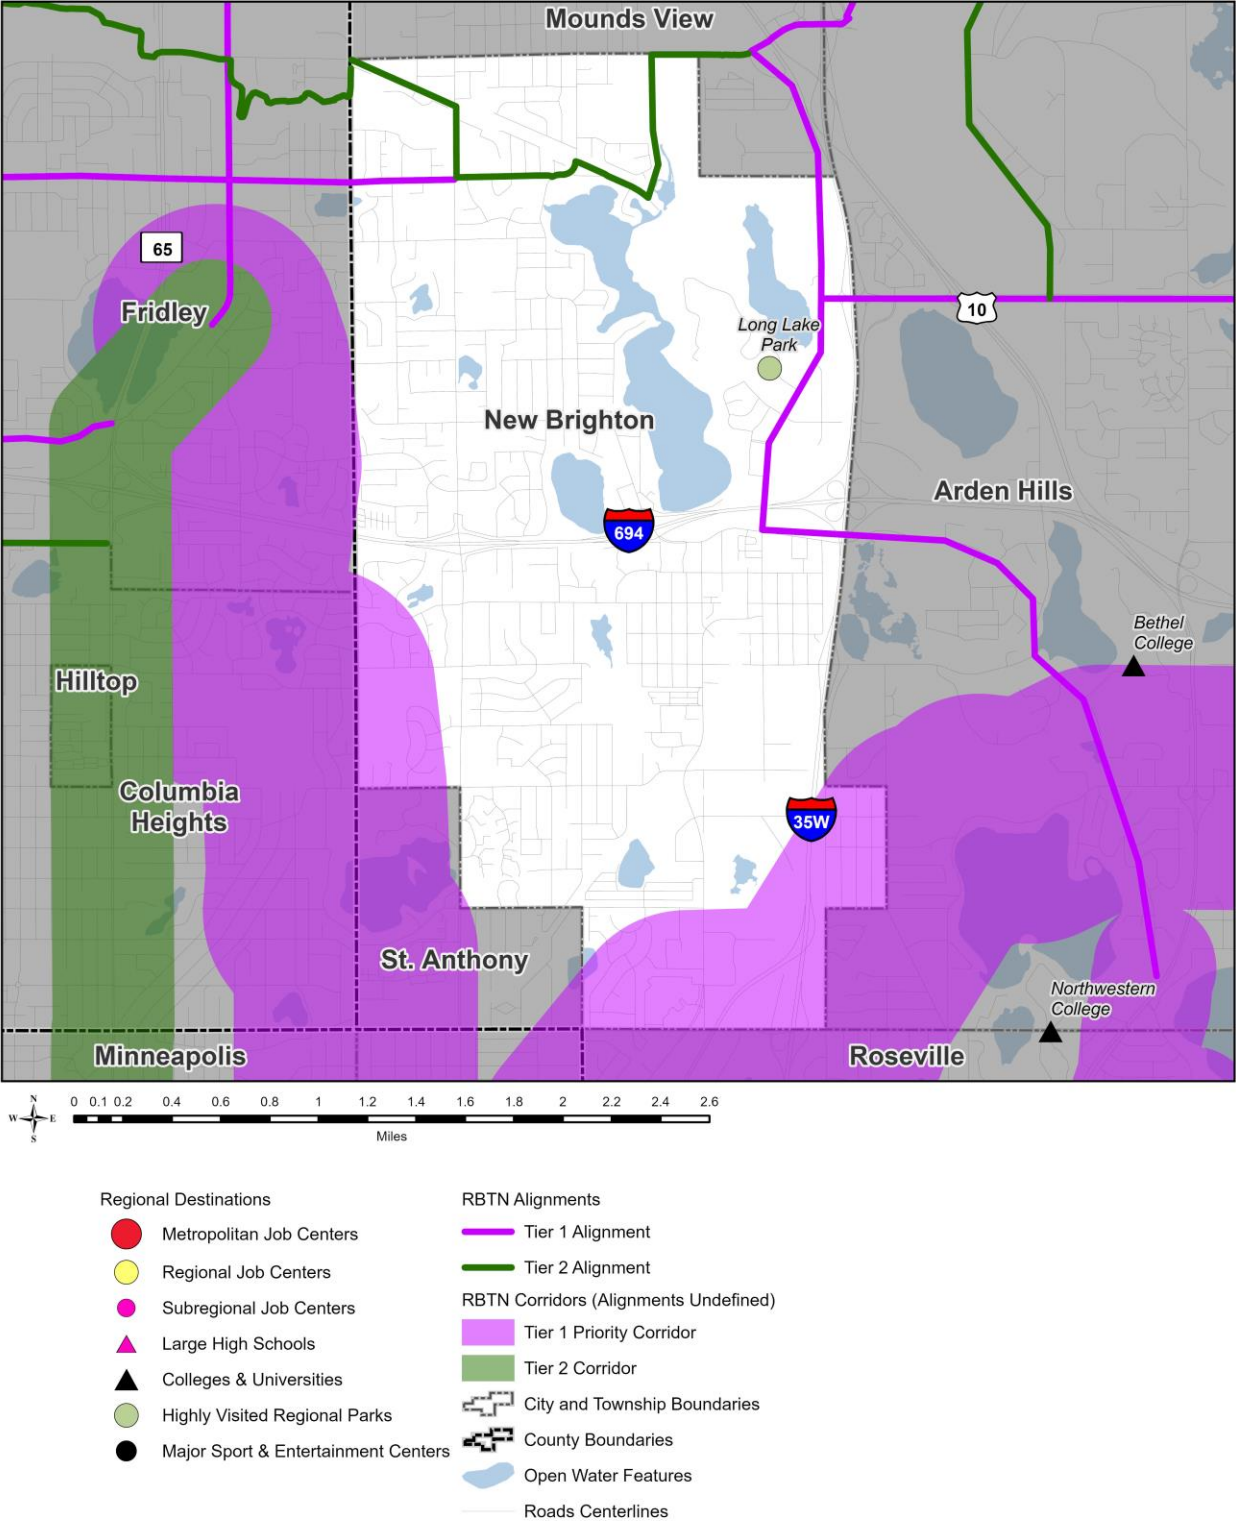 Mounds View
65
Fridley
10
Long Lake
Park
New Brighton
Arden Hills
694
Bethel
College
Hilltop
Columbia
Heights
35W
St. Anthony
Northwestern
College
Minneapolis
Roseville
N
W E
S
0 0.1 0.2 0.4 0.6 0.8 1 1.2 1.4 1.6 1.8 2 2.2 2.4 2.6
Miles
Regional Destinations
Metropolitan Job Centers
Regional Job Centers
Subregional Job Centers
Large High Schools
Colleges & Universities
Highly Visited Regional Parks
Major Sport & Entertainment Centers
RBTN Alignments
Tier 1 Alignment
Tier 2 Alignment
RBTN Corridors (Alignments Undefined)
Tier 1 Priority Corridor
Tier 2 Corridor
City and Township Boundaries
County Boundaries
Open Water Features
Roads Centerlines